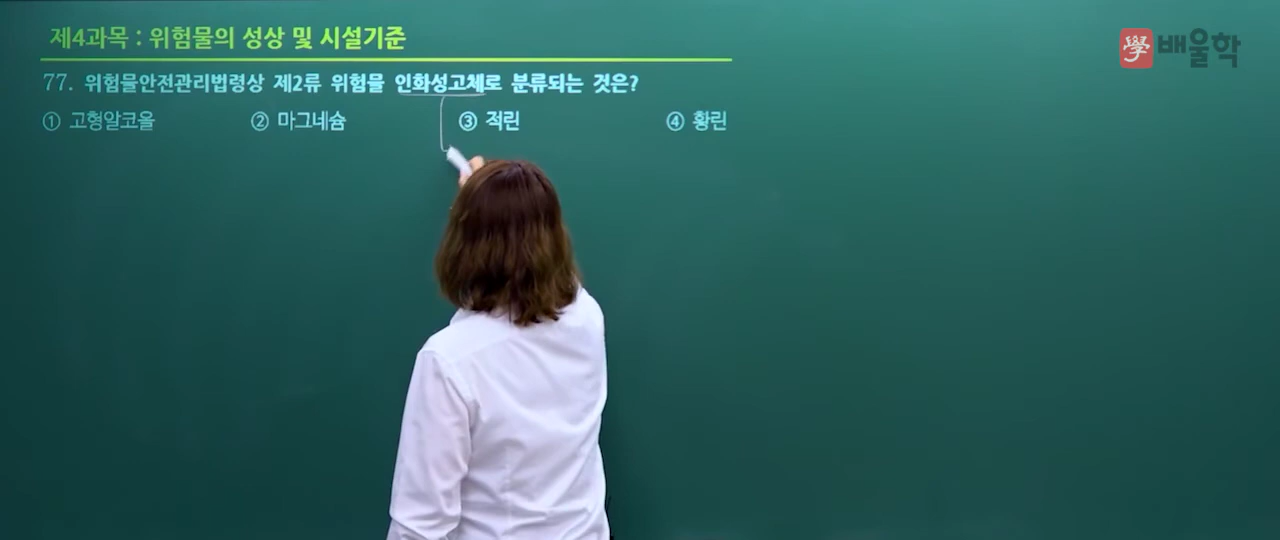 제4과목 : 위험물의 성상 및 시설기준
學 배울학
77. 위험물안전관리법령상 제2류 위험물 인화성고체로 분류되는 것은?
① 고형알코올 ② 마그네슘 ③ 적린 ④ 황린